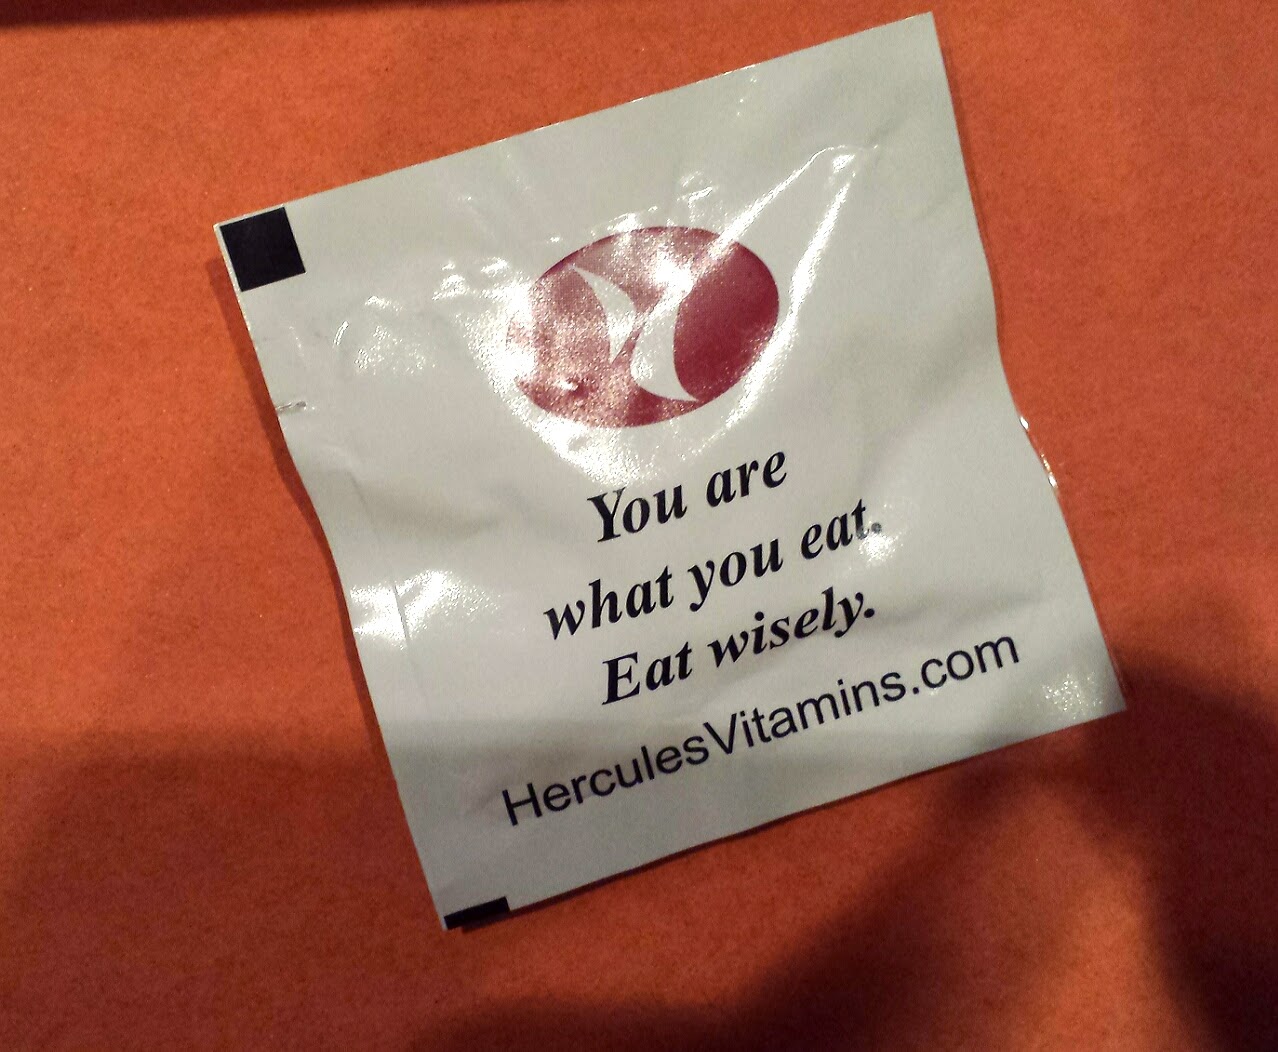 You are
what you eat.
Eat wisely.
HerculesVitamins.com